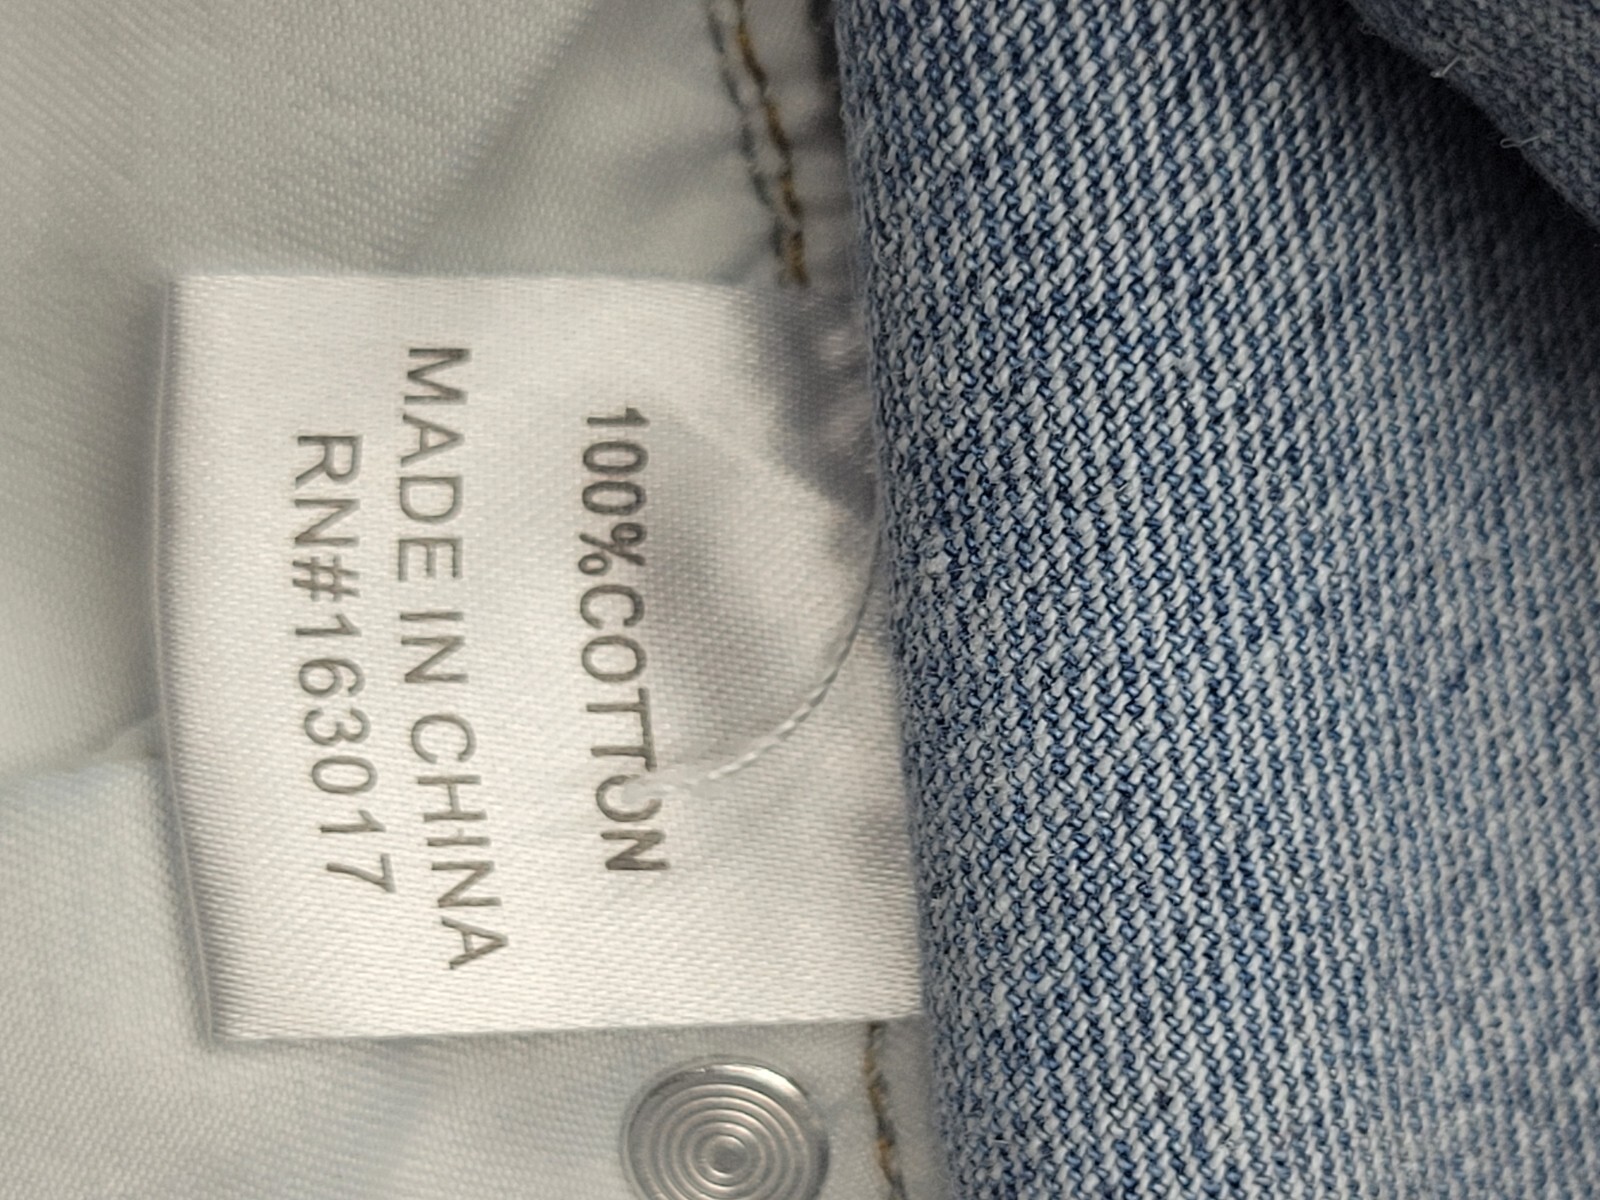 100%COTTON
MADE IN CHINA
RN#163017